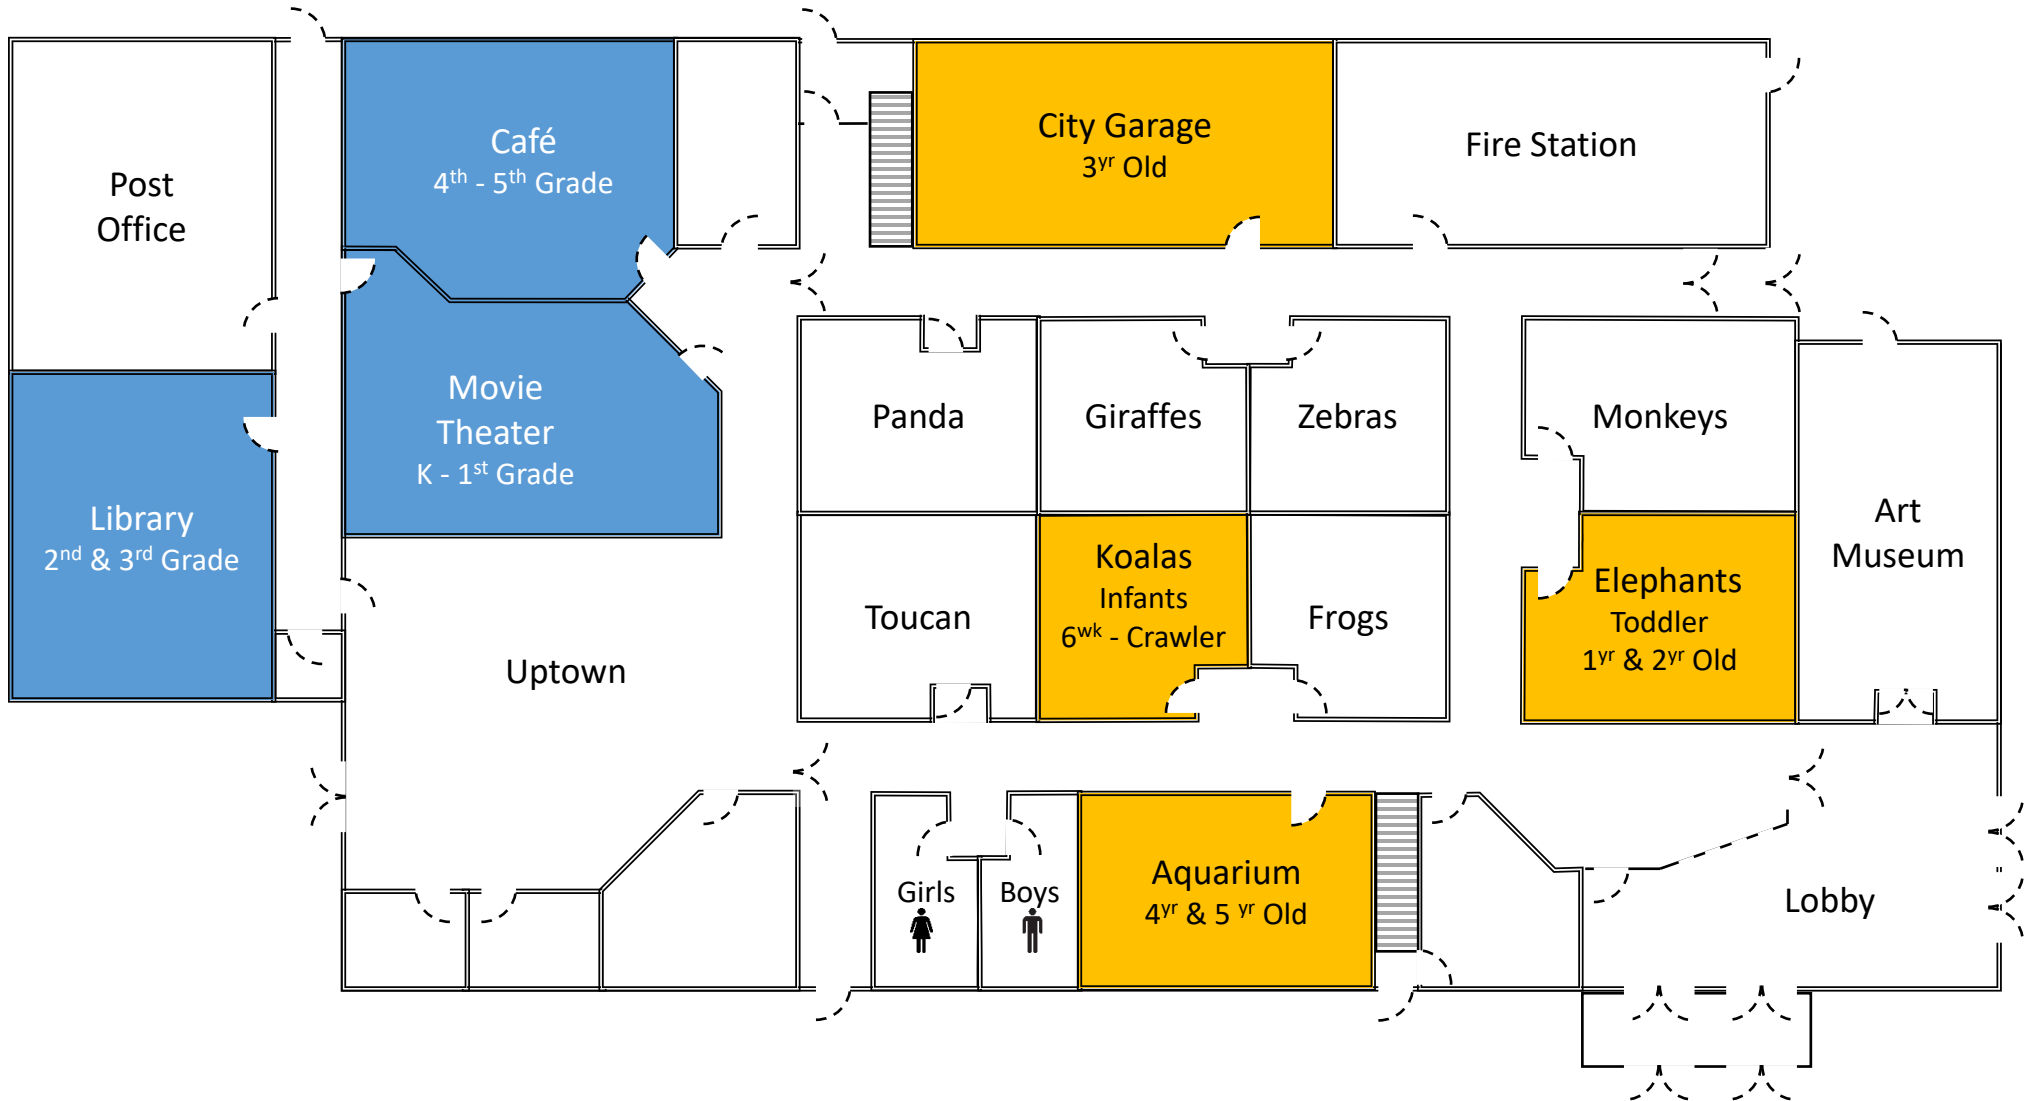 Post
Office
Café
4th - 5th Grade
City Garage
3yr Old
Fire Station
Library
2nd & 3rd Grade
Movie
Theater
K - 1st Grade
Uptown
Panda
Giraffes
Zebras
Monkeys
Toucan
Koalas
Infants
6wk - Crawler
Frogs
Elephants
Toddler
1yr & 2yr Old
Art
Museum
Girls
Boys
Aquarium
4yr & 5 yr Old
Lobby